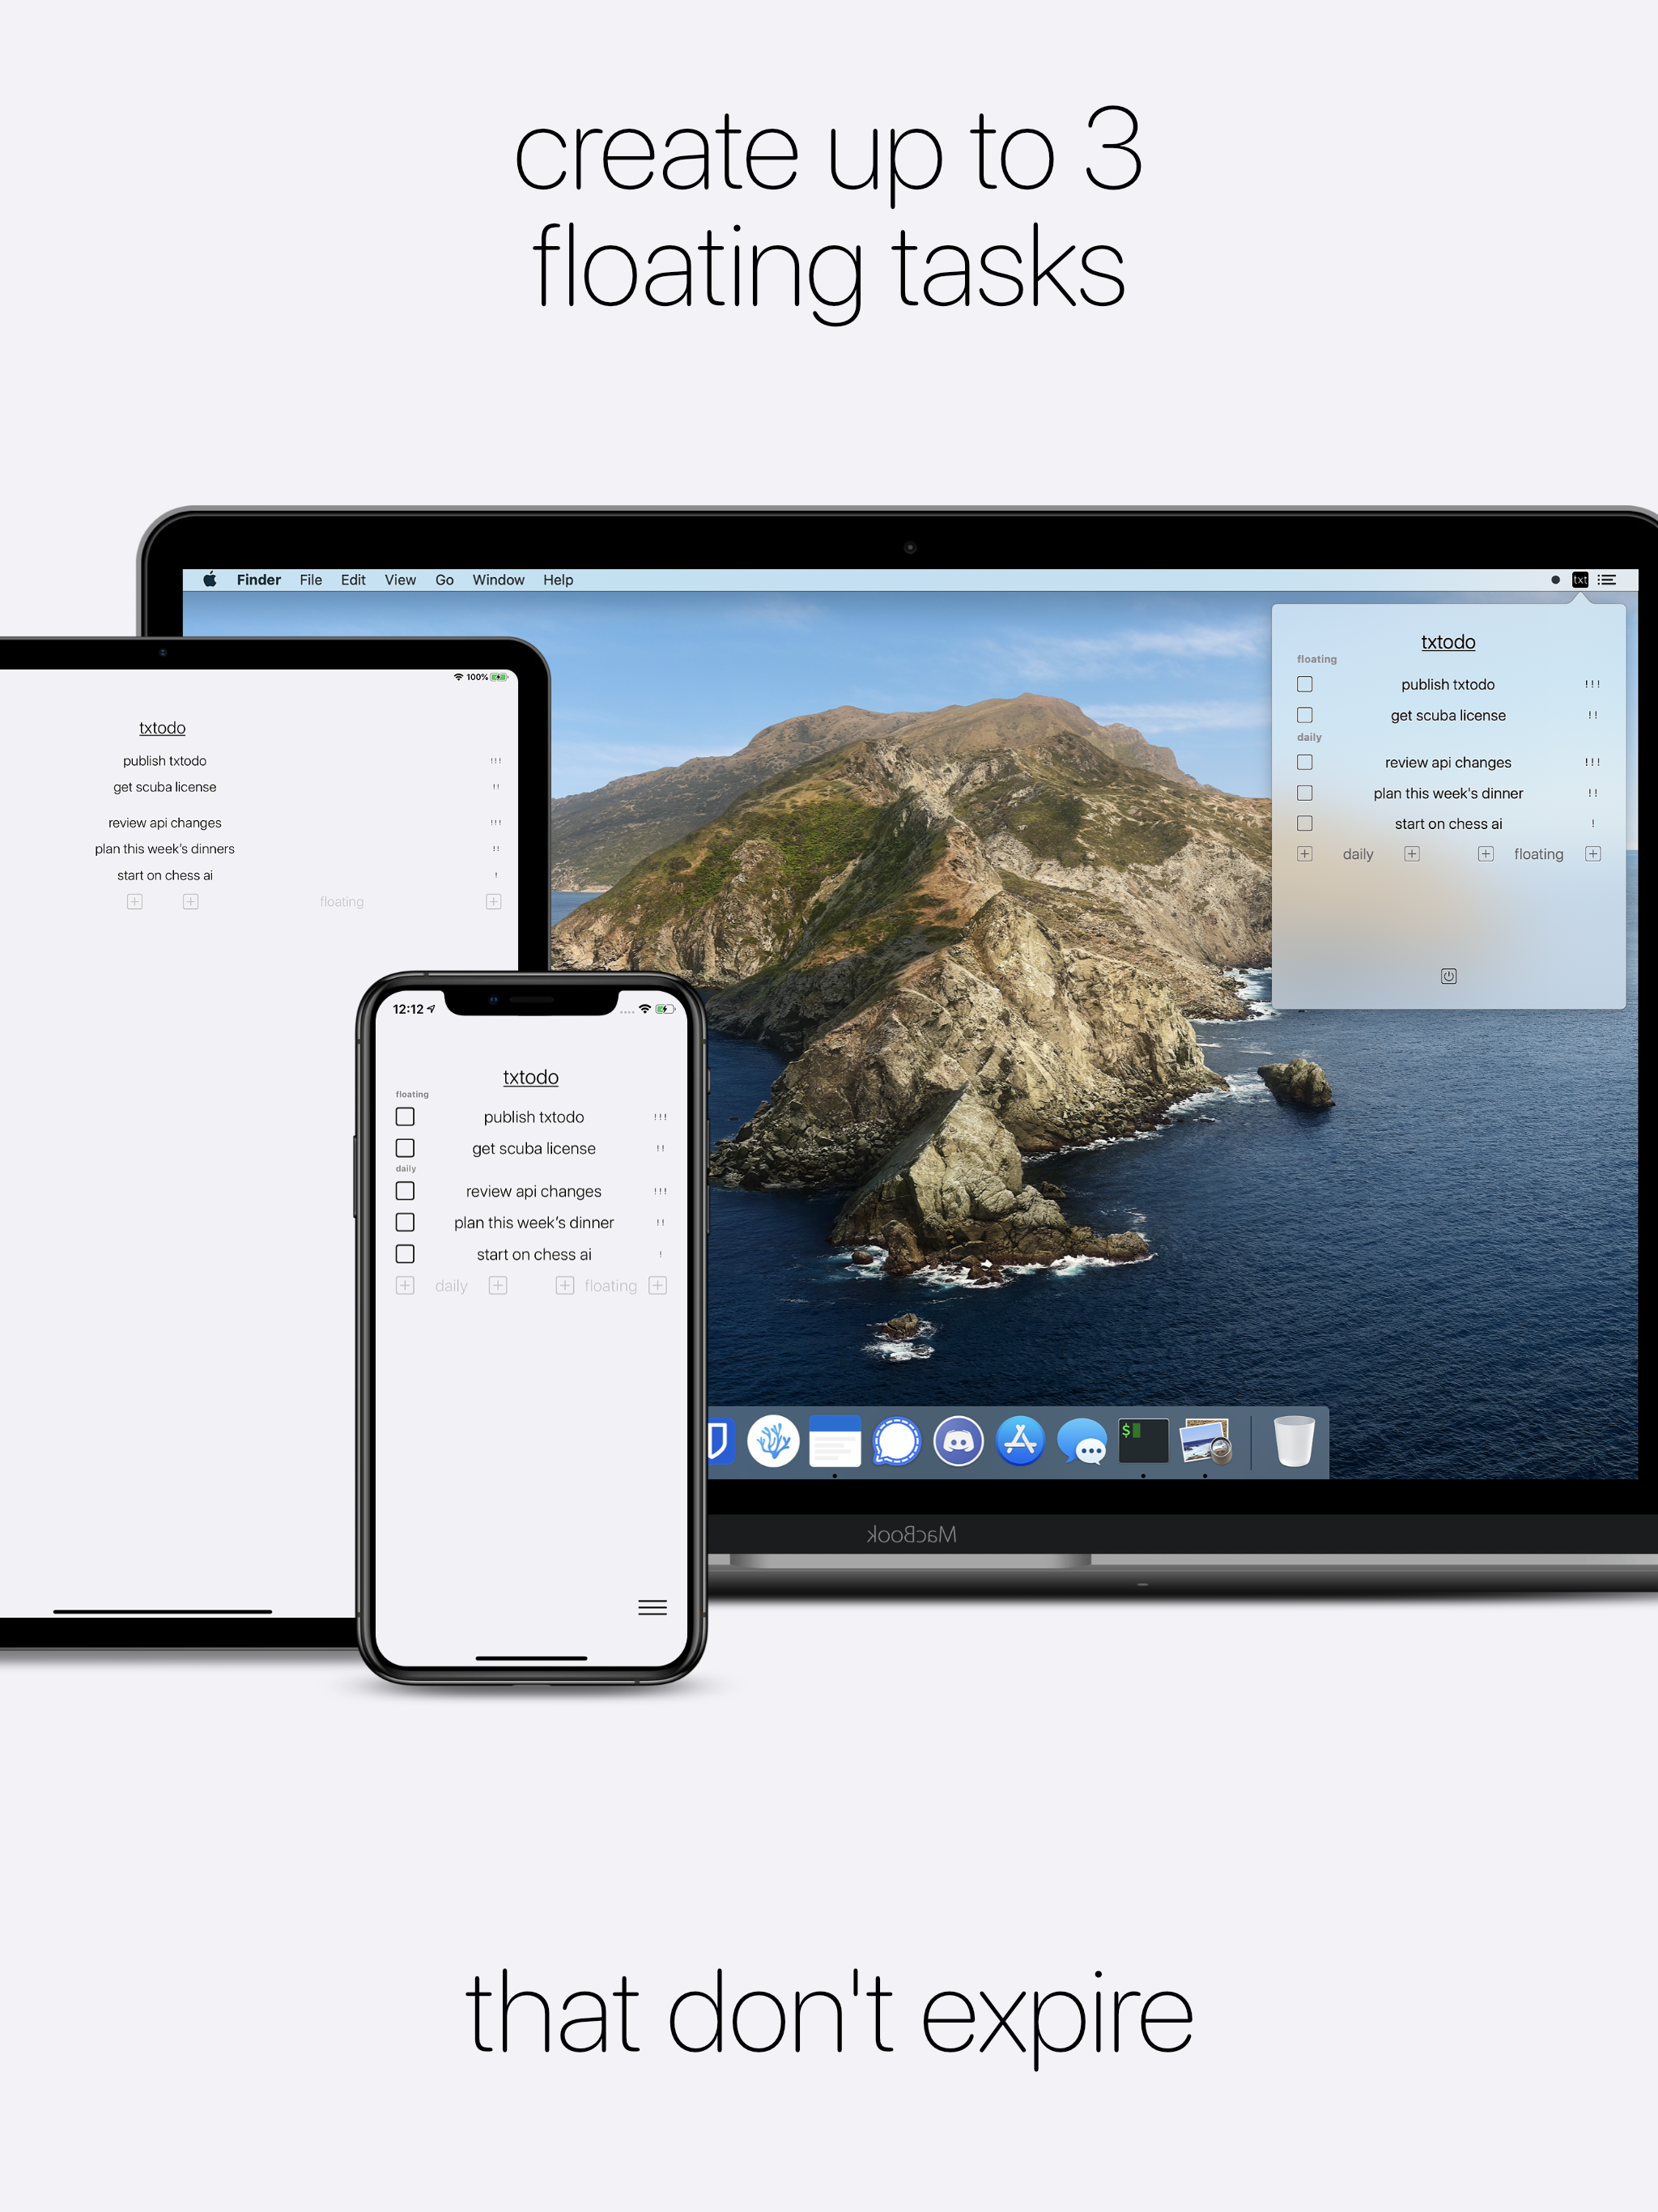 create up to 3
floating tasks
Finder File Edit View Go Window Help
txt
txtodo
floating
publish txtodo !!!
get scuba license !!
daily
review api changes !!!
plan this week's dinner !!
start on chess ai !
daily floating
100%
txtodo
publish txtodo !!!
get scuba license !!
review api changes !!!
plan this week's dinners !!
start on chess ai !
floating
12:12
txtodo
floating
publish txtodo !!!
get scuba license !!
daily
review api changes !!!
plan this week's dinner !!
start on chess ai !
daily floating
$
MacBook
that don't expire